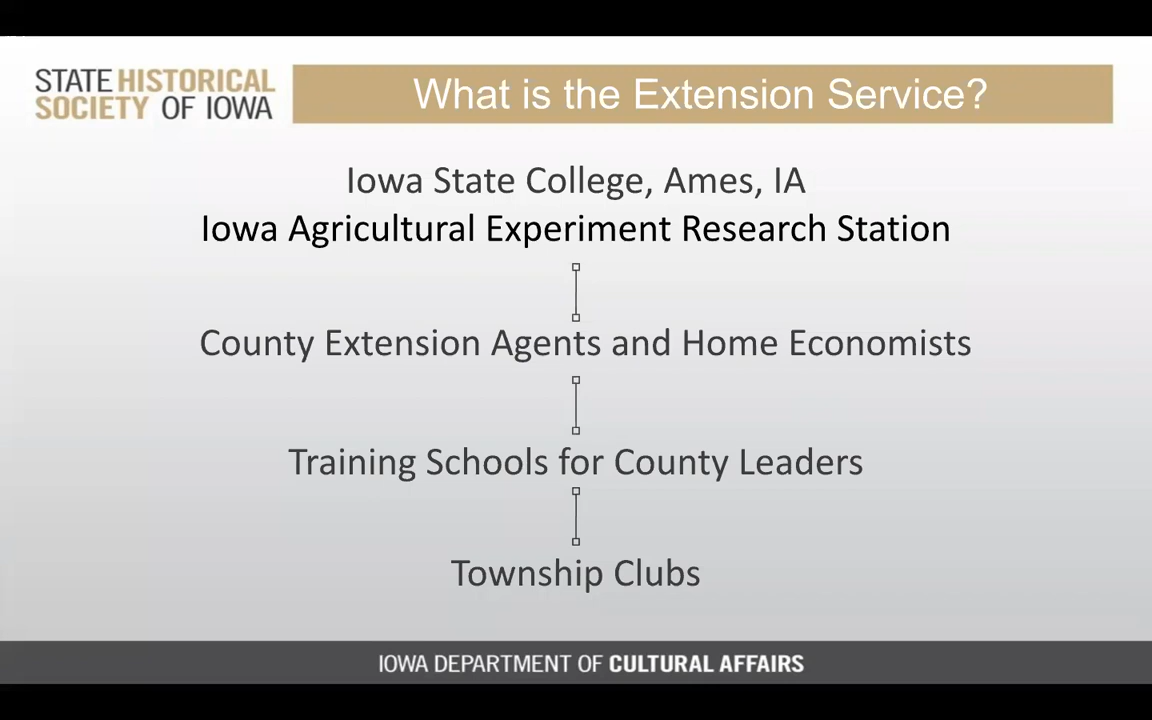 STATE HISTORICAL
SOCIETY OF IOWA
What is the Extension Service?
Iowa State College, Ames, IA
Iowa Agricultural Experiment Research Station
County Extension Agents and Home Economists
Training Schools for County Leaders
Township Clubs
IOWA DEPARTMENT OF CULTURAL AFFAIRS